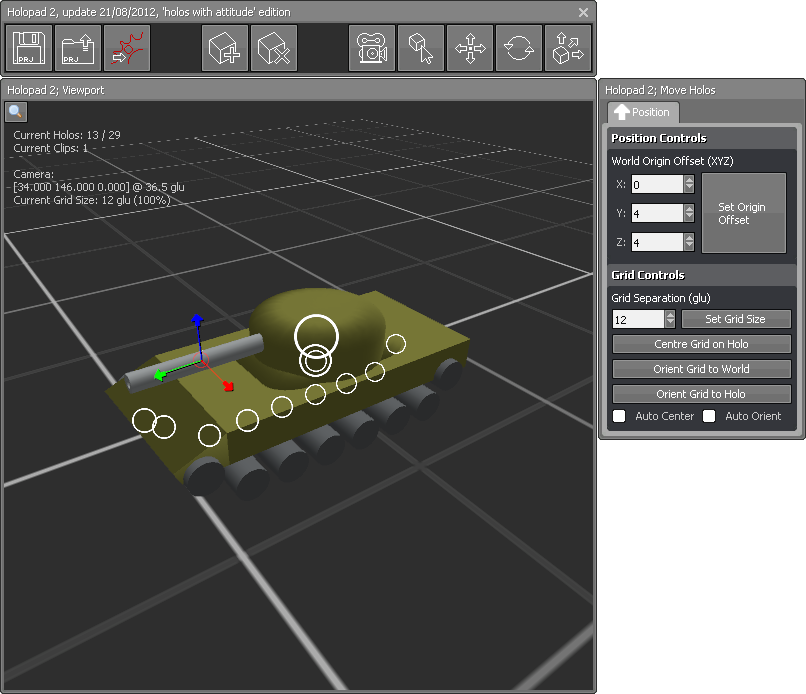 Holopad 2, update 21/08/2012, 'holos with attitude' edition
PRJ
PRJ
Holopad 2; Viewport
Current Holos: 13 / 29
Current Clips: 1
Camera:
[34.000 146.000 0.000] @ 36.5 glu
Current Grid Size: 12 glu (100%)
Holopad 2; Move Holos
Position
Position Controls
World Origin Offset (XYZ)
X: 0
Y: 4
Z: 4
Set Origin
Offset
Grid Controls
Grid Separation (glu)
12 Set Grid Size
Centre Grid on Holo
Orient Grid to World
Orient Grid to Holo
Auto Center Auto Orient